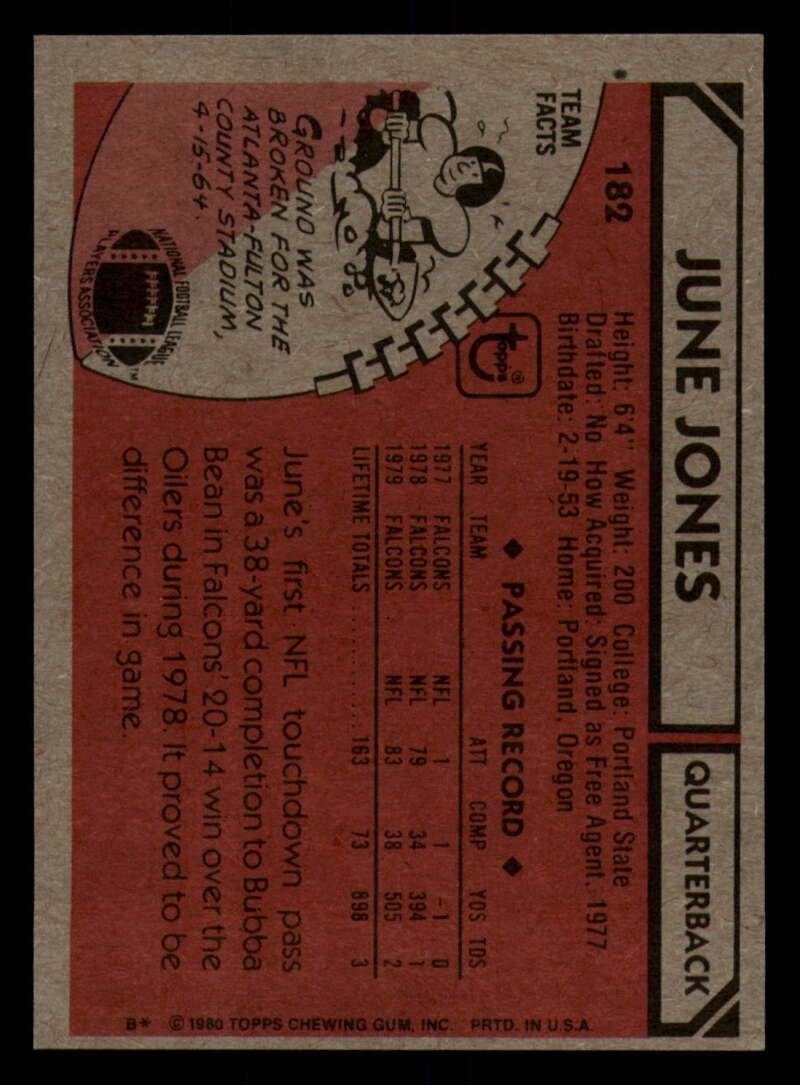 JUNE JONES
QUARTERBACK
182
Height: 6'4" Weight: 200 College: Portland State
Drafted: No How Acquired: Signed as Free Agent, 1977
Birthdate: 2-19-53 Home: Portland, Oregon
TEAM
FACTS
GROUND WAS
BROKEN FOR THE
ATLANTA-FULTON
COUNTY STADIUM,
4-15-64.
Topps®
NATIONAL FOOTBALL LEAGUE
PLAYERS ASSOCIATION™
◆ PASSING RECORD ◆
YEAR TEAM ATT COMP YDS TDS
1977 FALCONS NFL 1 1 -1 0
1978 FALCONS NFL 79 34 394 1
1979 FALCONS NFL 83 38 505 2
LIFETIME TOTALS 163 73 898 3
June's first NFL touchdown pass
was a 38-yard completion to Bubba
Bean in Falcons' 20-14 win over the
Oilers during 1978. It proved to be
difference in game.
B* © 1980 TOPPS CHEWING GUM, INC. PRTD. IN U.S.A.